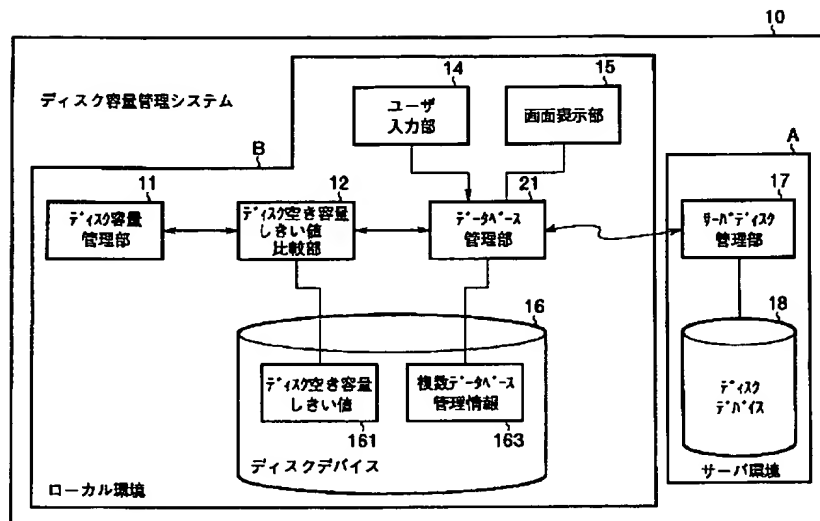 10
ディスク容量管理システム
14
ユーザ
入力部
15
画面表示部
A
B
11
ディスク容量
管理部
12
ディスク空き容量
しきい値
比較部
21
データベース
管理部
17
サーバディスク
管理部
16
ディスク空き容量
しきい値
161
複数データベース
管理情報
163
ディスクデバイス
18
ディスク
デバイス
ローカル環境
サーバ環境